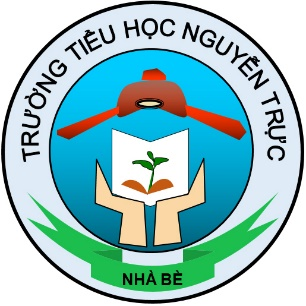 TRƯỜNG TIỂU HỌC NGUYỄN TRỰC
NHÀ BÈ